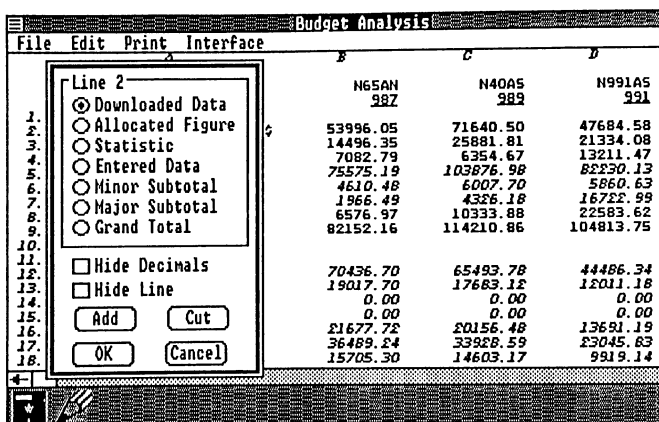 Budget Analysis
File Edit Print Interface
A B C D
Line 2
Downloaded Data
Allocated Figure
Statistic
Entered Data
Minor Subtotal
Major Subtotal
Grand Total
Hide Decimals
Hide Line
Add Cut
OK Cancel
N65AN N40AS N991AS
987 989 991
1.
2. 53996.05 71640.50 47684.58
3. 14496.35 25881.81 21334.08
4. 7082.79 6354.67 13211.47
5. 75575.19 103876.98 82230.13
6. 4610.48 6007.70 5860.63
7. 1966.49 4326.18 16722.99
8. 6576.97 10333.88 22583.62
9. 82152.16 114210.86 104813.75
10.
11.
12. 70436.70 65493.78 44486.34
13. 19017.70 17683.12 12011.18
14. 0.00 0.00 0.00
15. 0.00 0.00 0.00
16. 21677.72 20156.48 13691.19
17. 36489.24 33928.59 23045.83
18. 15705.30 14603.17 9919.14